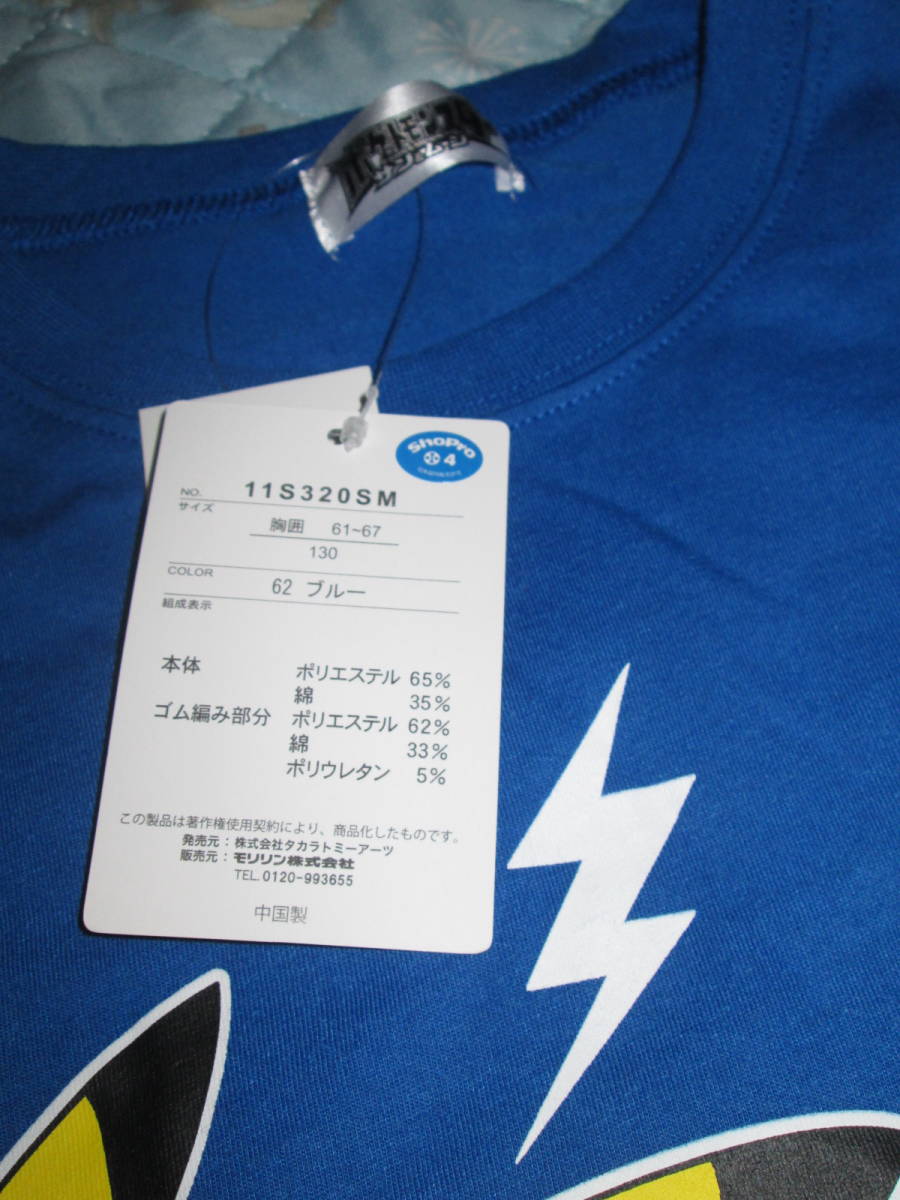 ShoPro
4
NO. 11S320SM
サイズ
胸囲 61~67
130
COLOR 62 ブルー
組成表示
本体 ポリエステル 65%
綿 35%
ゴム編み部分 ポリエステル 62%
綿 33%
ポリウレタン 5%
この製品は著作権使用契約により、商品化したものです。
発売元：株式会社タカラトミーアーツ
販売元：モリリン株式会社
TEL.0120-993655
中国製